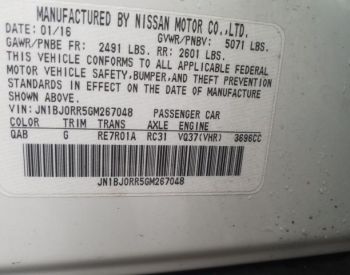 MANUFACTURED BY NISSAN MOTOR CO.,LTD.
DATE: 01/16 GVWR/PNBV: 5071 LBS.
GAWR/PNBE FR: 2491 LBS. RR: 2601 LBS.
THIS VEHICLE CONFORMS TO ALL APPLICABLE FEDERAL
MOTOR VEHICLE SAFETY,BUMPER,AND THEFT PREVENTION
STANDARDS IN EFFECT ON THE DATE OF MANUFACTURE
SHOWN ABOVE.
VIN: JN1BJ0RR5GM267048 PASSENGER CAR
COLOR TRIM TRANS AXLE ENGINE
QAB G RE7R01A RC31 VQ37(VHR) 3696CC
JN1BJ0RR5GM267048